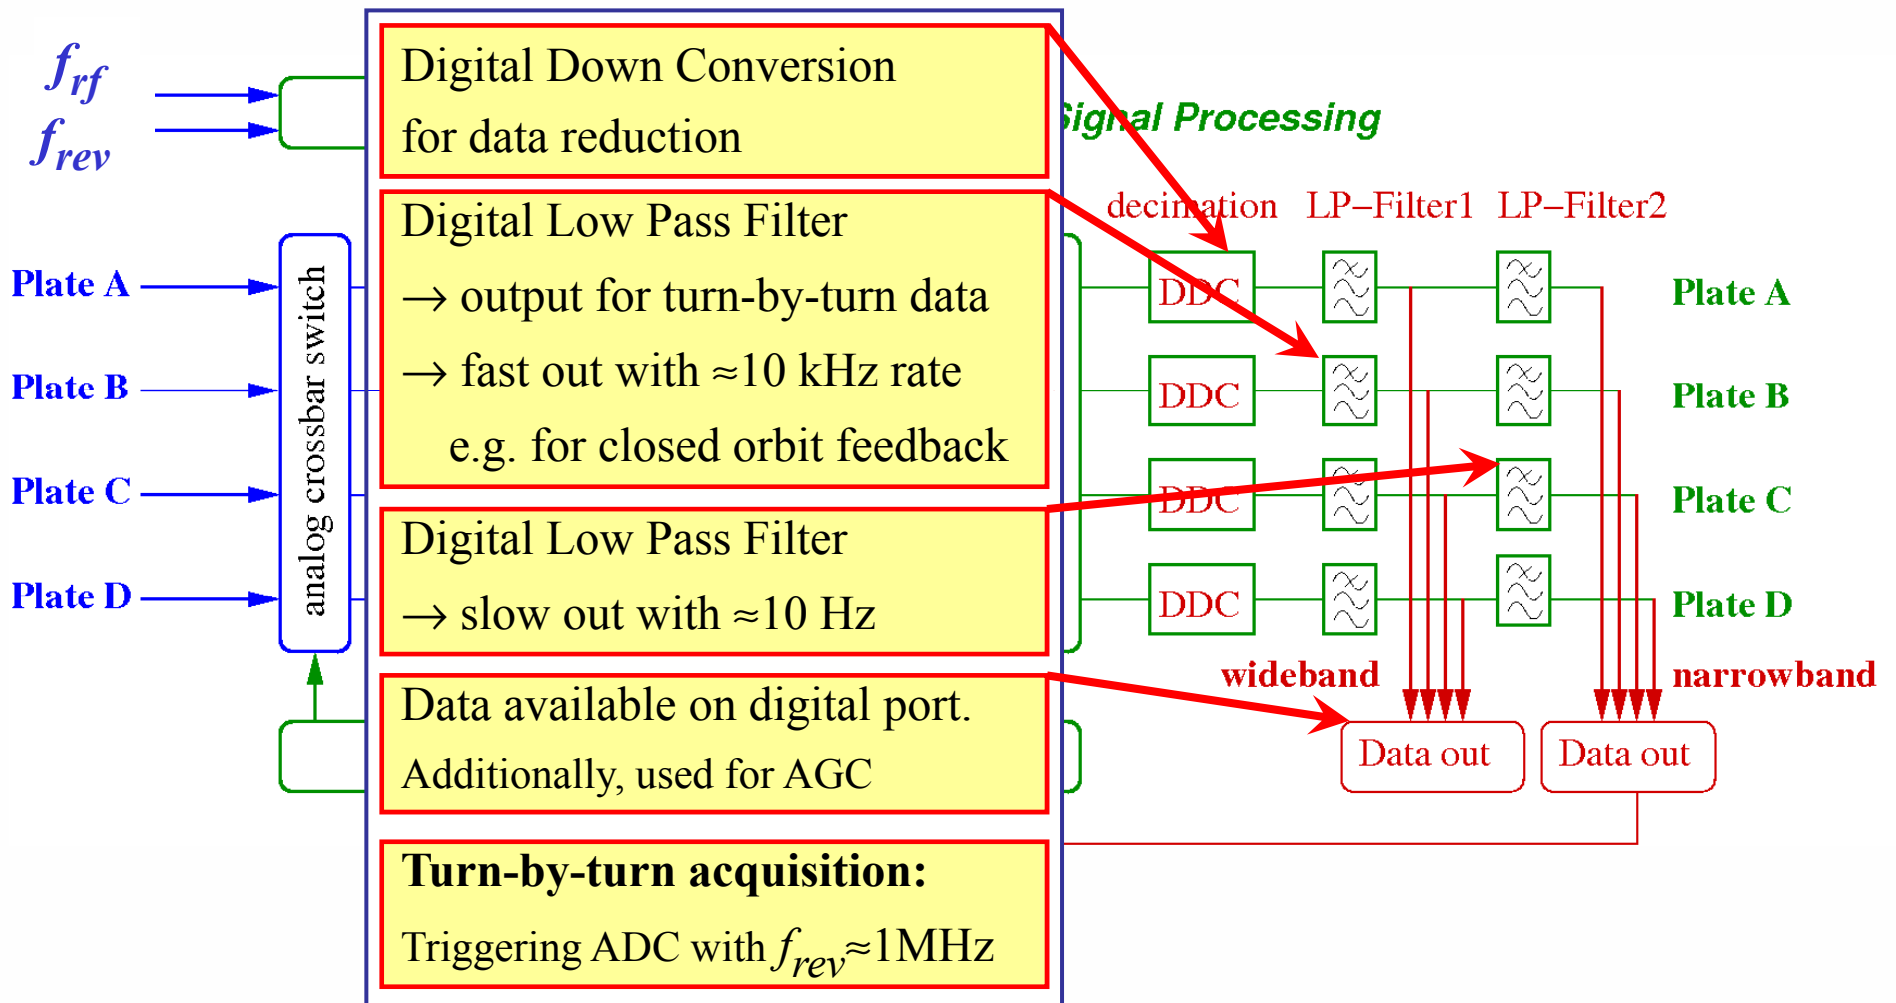 f_rf
f_rev
Digital Down Conversion
for data reduction
Signal Processing
decimation LP-Filter1 LP-Filter2
Digital Low Pass Filter
→ output for turn-by-turn data
→ fast out with ≈10 kHz rate
e.g. for closed orbit feedback
Digital Low Pass Filter
→ slow out with ≈10 Hz
Data available on digital port.
Additionally, used for AGC
Turn-by-turn acquisition:
Triggering ADC with f_rev≈1MHz
Plate A
Plate B
Plate C
Plate D
analog crossbar switch
DDC
DDC
DDC
DDC
Plate A
Plate B
Plate C
Plate D
wideband
narrowband
Data out
Data out